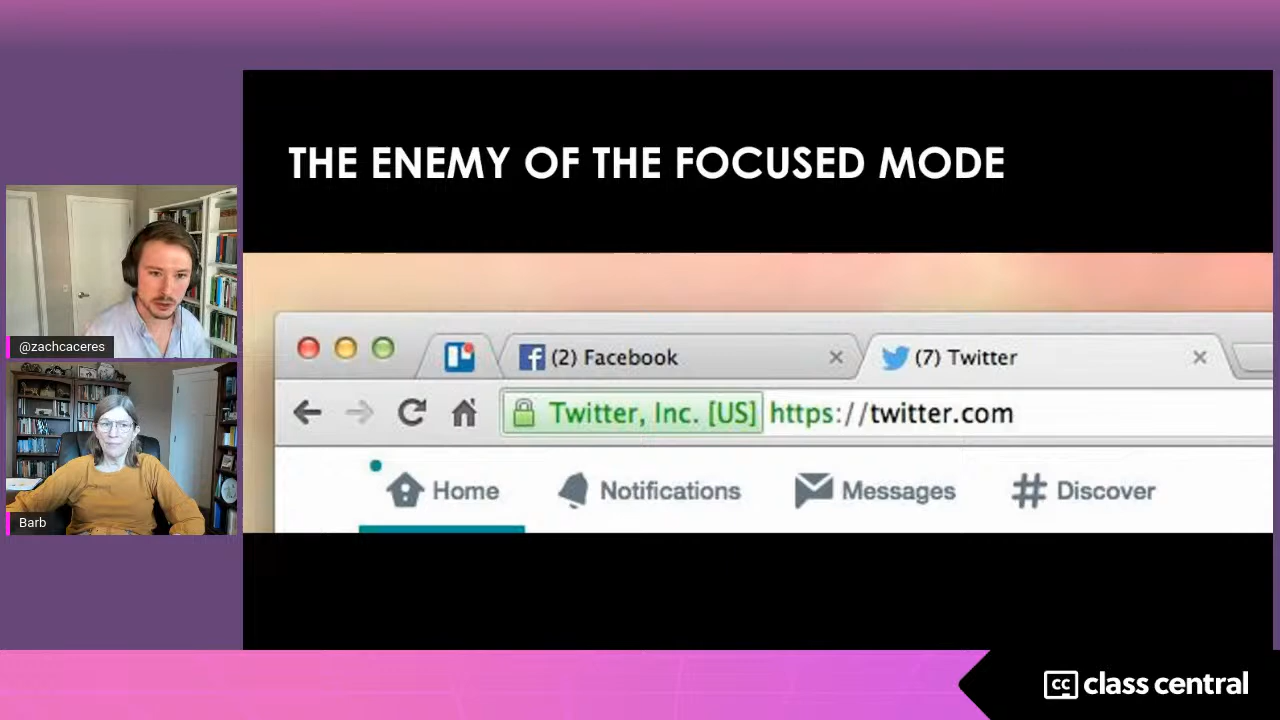 THE ENEMY OF THE FOCUSED MODE
@zachcaceres
Barb
(2) Facebook
(7) Twitter
Twitter, Inc. [US] https://twitter.com
Home Notifications Messages Discover
cc class central